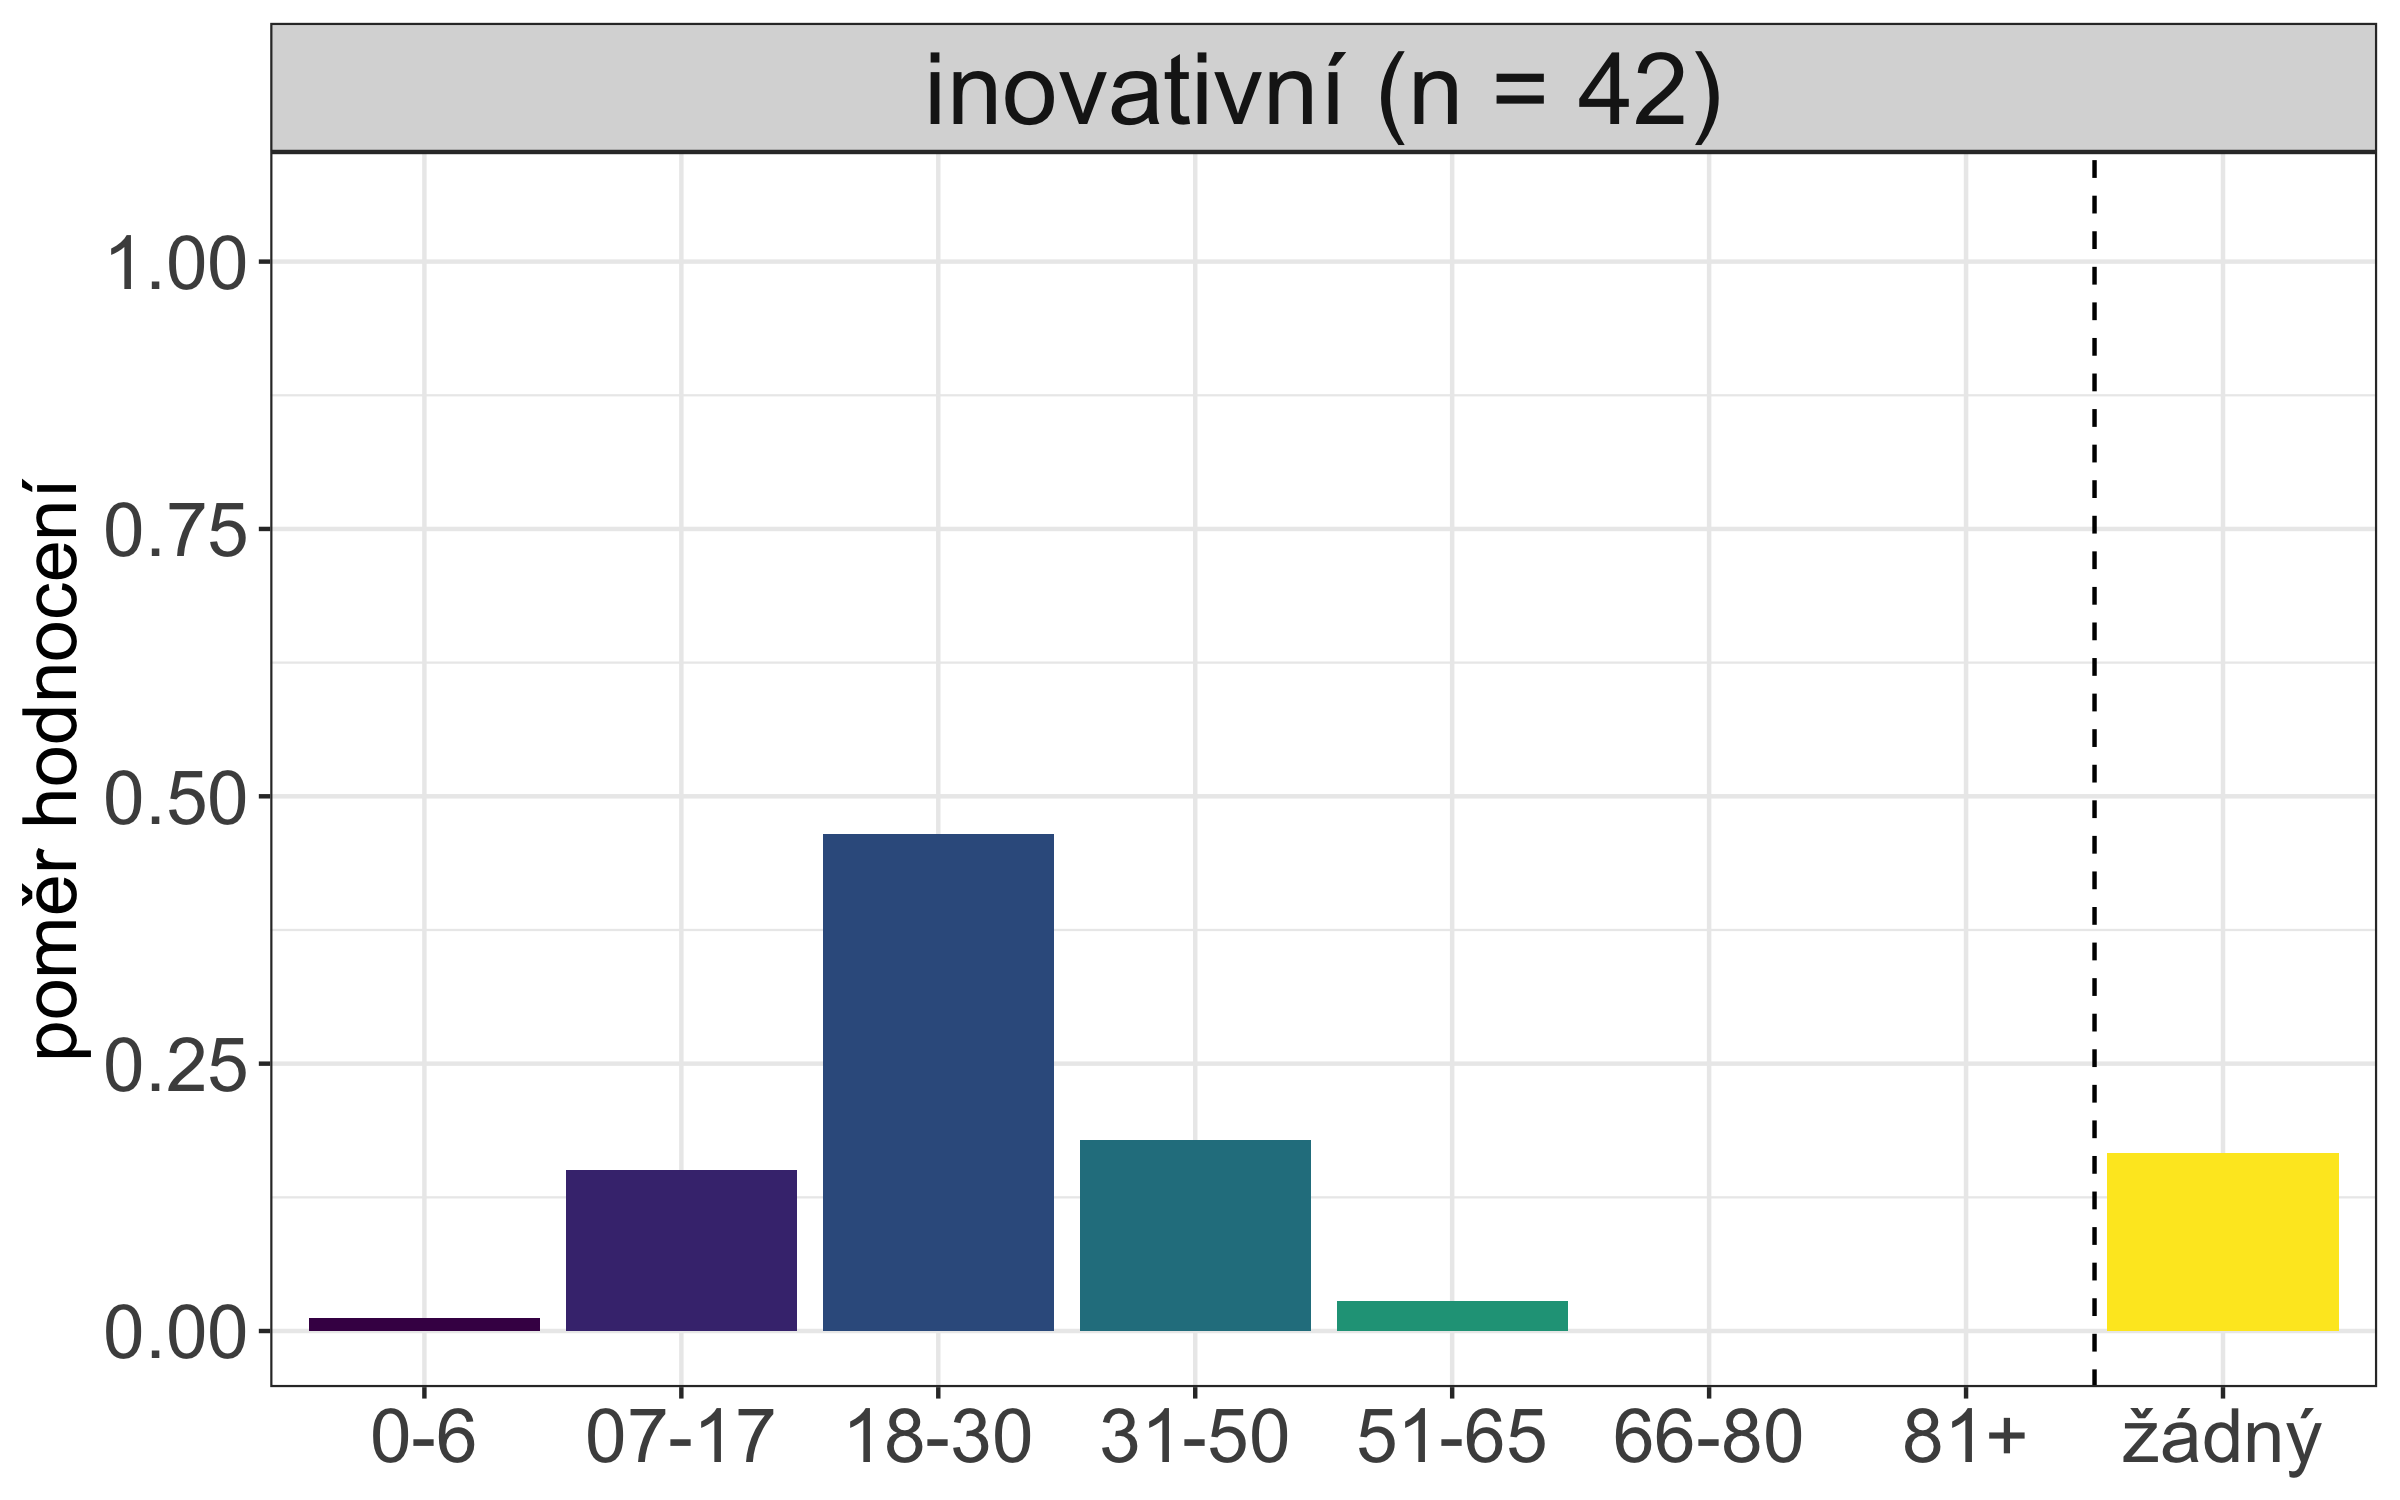 inovativní (n = 42)
poměr hodnocení
1.00
0.75
0.50
0.25
0.00
0-6 07-17 18-30 31-50 51-65 66-80 81+ žádný